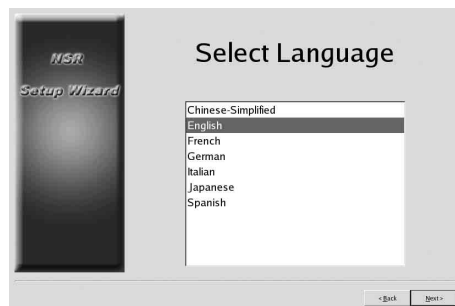 NSR
Setup Wizard
Select Language
Chinese-Simplified
English
French
German
Italian
Japanese
Spanish
< Back
Next >